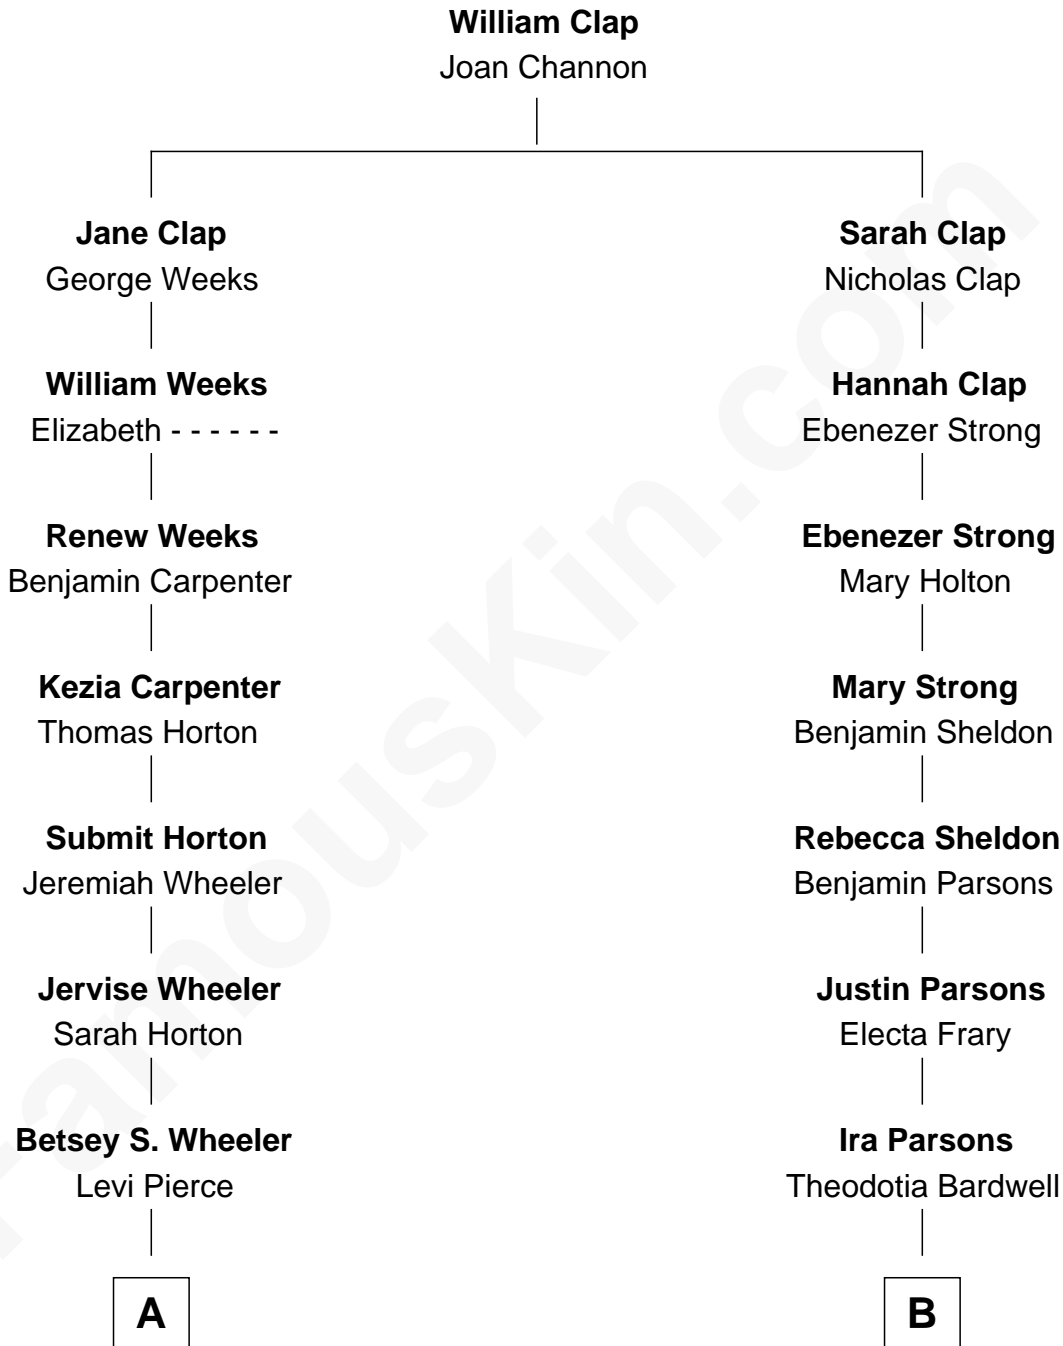 William Clap
Joan Channon
Jane Clap
George Weeks
William Weeks
Elizabeth - - - - - -
Renew Weeks
Benjamin Carpenter
Kezia Carpenter
Thomas Horton
Submit Horton
Jeremiah Wheeler
Jervise Wheeler
Sarah Horton
Betsey S. Wheeler
Levi Pierce
A
Sarah Clap
Nicholas Clap
Hannah Clap
Ebenezer Strong
Ebenezer Strong
Mary Holton
Mary Strong
Benjamin Sheldon
Rebecca Sheldon
Benjamin Parsons
Justin Parsons
Electa Frary
Ira Parsons
Theodotia Bardwell
B
FamousKin.com